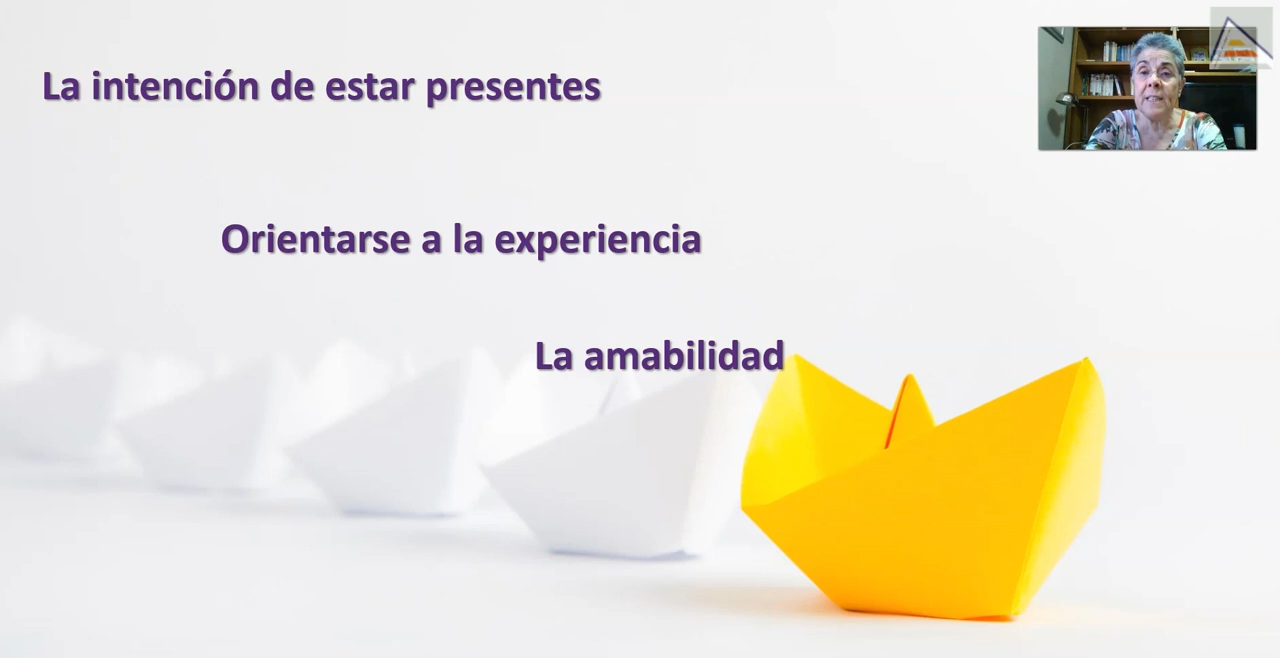 La intención de estar presentes
Orientarse a la experiencia
La amabilidad